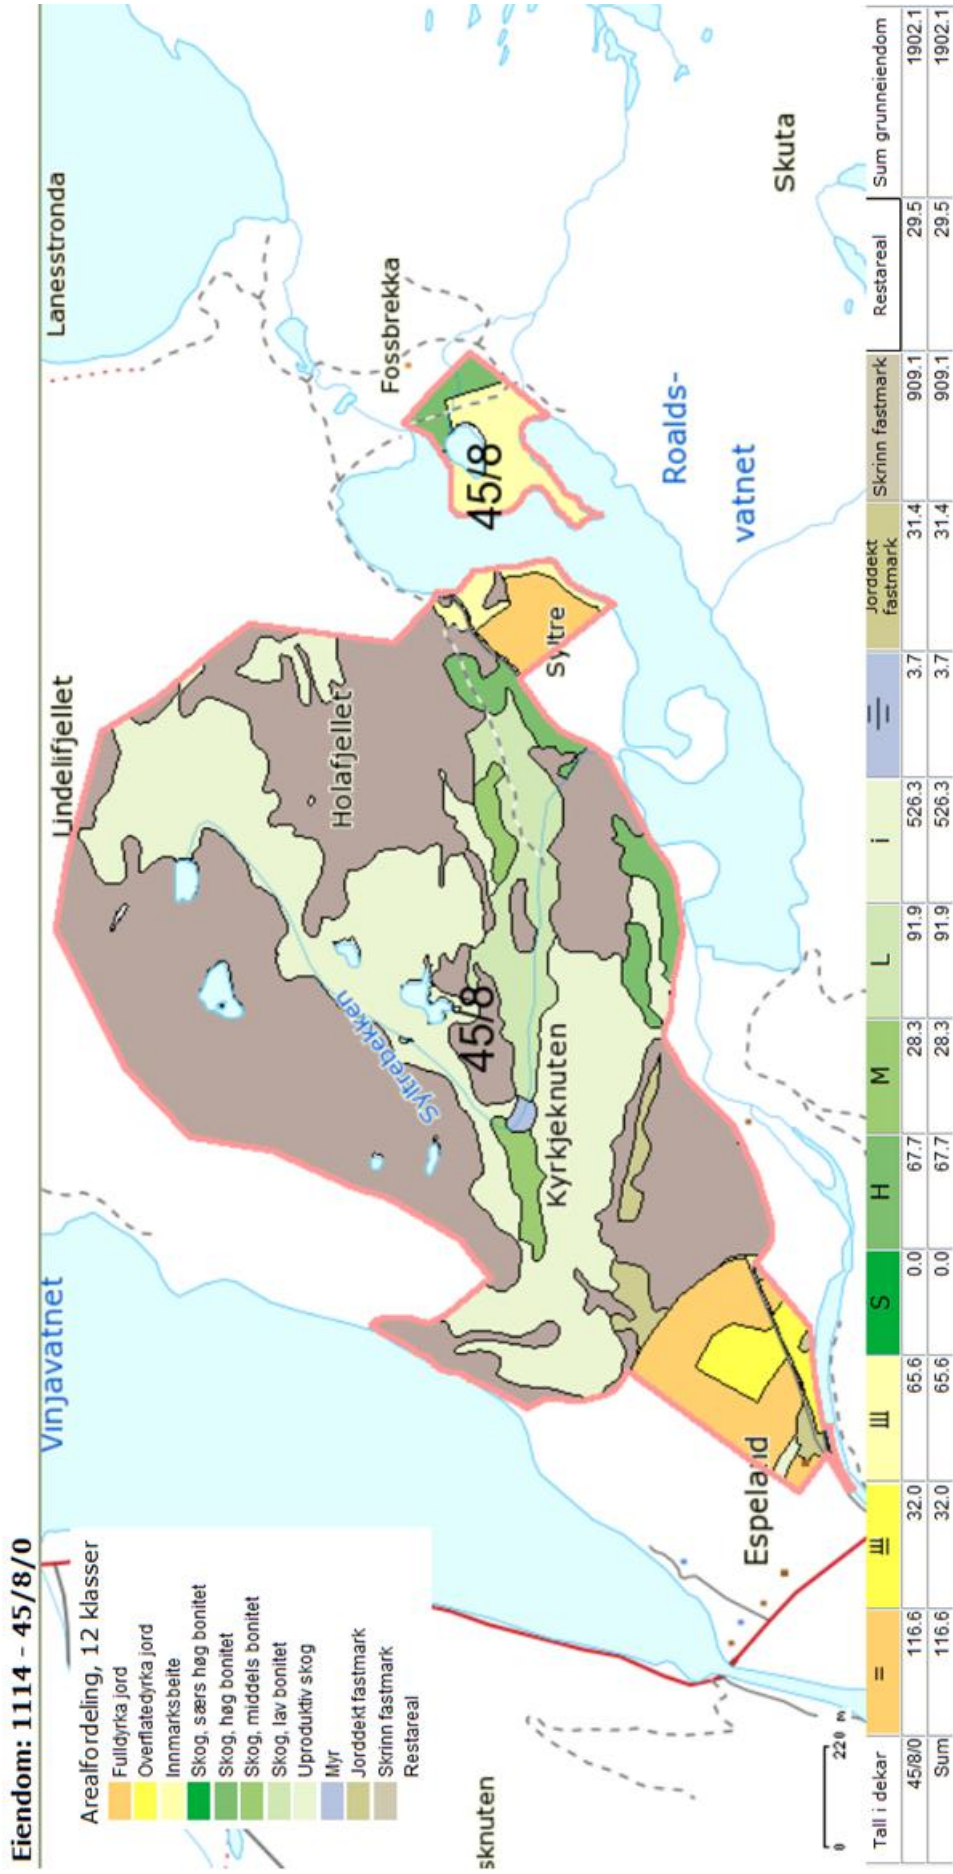 Eiendom: 1114 - 45/8/0
Arealfordeling, 12 klasser
Fulldyrka jord
Overflatedyrka jord
Innmarksbeite
Skog, særs høg bonitet
Skog, høg bonitet
Skog, middels bonitet
Skog, lav bonitet
Uproduktiv skog
Myr
Jorddekt fastmark
Skrinn fastmark
Restareal
Vinjavatnet
Lindelifjellet
Lanesstronda
Holafjellet
Fossbrekka
Syltrebekken
45/8
45/8
Kyrkjeknuten
Syltre
Roalds-
vatnet
Skuta
Espeland
sknuten
0 220 m
Tall i dekar = S H M L i Jorddekt fastmark Skrinn fastmark Restareal Sum grunneiendom
45/8/0 116.6 32.0 65.6 0.0 67.7 28.3 91.9 526.3 3.7 31.4 909.1 29.5 1902.1
Sum 116.6 32.0 65.6 0.0 67.7 28.3 91.9 526.3 3.7 31.4 909.1 29.5 1902.1